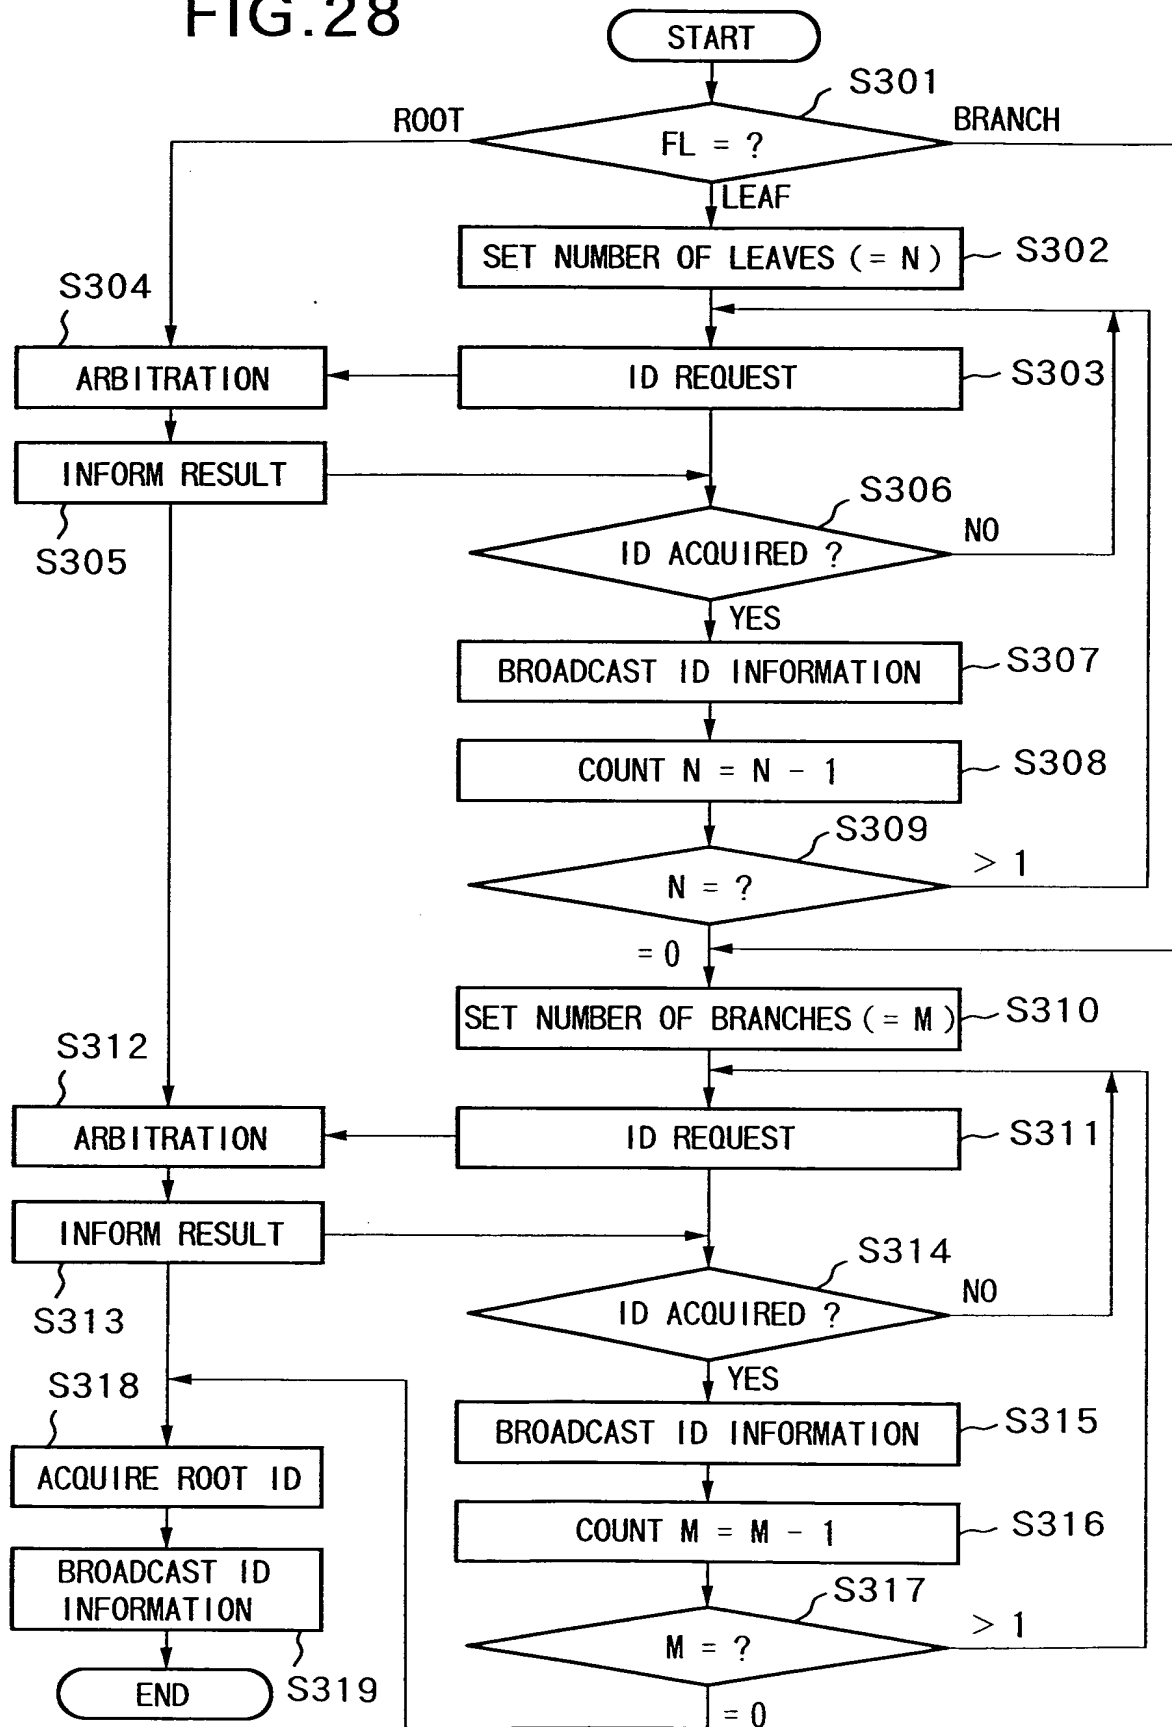 FIG.28
START
S301
ROOT
FL = ?
BRANCH
LEAF
SET NUMBER OF LEAVES (= N)
S302
S304
ARBITRATION
ID REQUEST
S303
INFORM RESULT
S305
S306
ID ACQUIRED ?
NO
YES
BROADCAST ID INFORMATION
S307
COUNT N = N - 1
S308
S309
N = ?
> 1
= 0
SET NUMBER OF BRANCHES (= M)
S310
S312
ARBITRATION
ID REQUEST
S311
INFORM RESULT
S313
S314
ID ACQUIRED ?
NO
YES
S318
BROADCAST ID INFORMATION
S315
ACQUIRE ROOT ID
COUNT M = M - 1
S316
BROADCAST ID
INFORMATION
S317
M = ?
> 1
END
S319
= 0